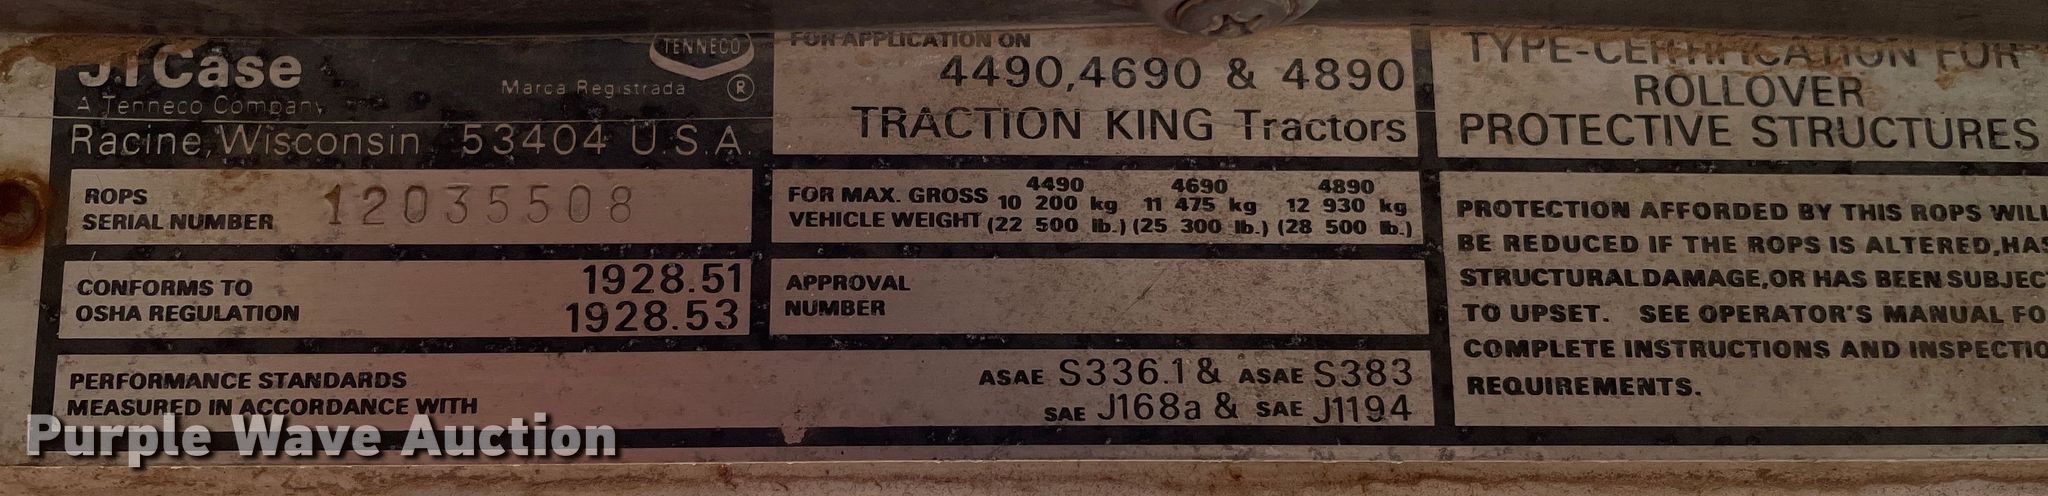 J I Case
A Tenneco Company
Racine, Wisconsin 53404 U.S.A.
TENNECO
Marca Registrada ®
FOR APPLICATION ON
4490,4690 & 4890
TRACTION KING Tractors
TYPE-CERTIFICATION FOR
ROLLOVER
PROTECTIVE STRUCTURES
ROPS
SERIAL NUMBER 12035508
FOR MAX. GROSS
VEHICLE WEIGHT
4490 4690 4890
10 200 kg 11 475 kg 12 930 kg
(22 500 lb.) (25 300 lb.) (28 500 lb.)
CONFORMS TO
OSHA REGULATION
1928.51
1928.53
APPROVAL
NUMBER
PERFORMANCE STANDARDS
MEASURED IN ACCORDANCE WITH
ASAE S336.1 & ASAE S383
SAE J168a & SAE J1194
PROTECTION AFFORDED BY THIS ROPS WILL
BE REDUCED IF THE ROPS IS ALTERED, HAS
STRUCTURAL DAMAGE, OR HAS BEEN SUBJEC
TO UPSET. SEE OPERATOR'S MANUAL FO
COMPLETE INSTRUCTIONS AND INSPECTIO
REQUIREMENTS.
Purple Wave Auction